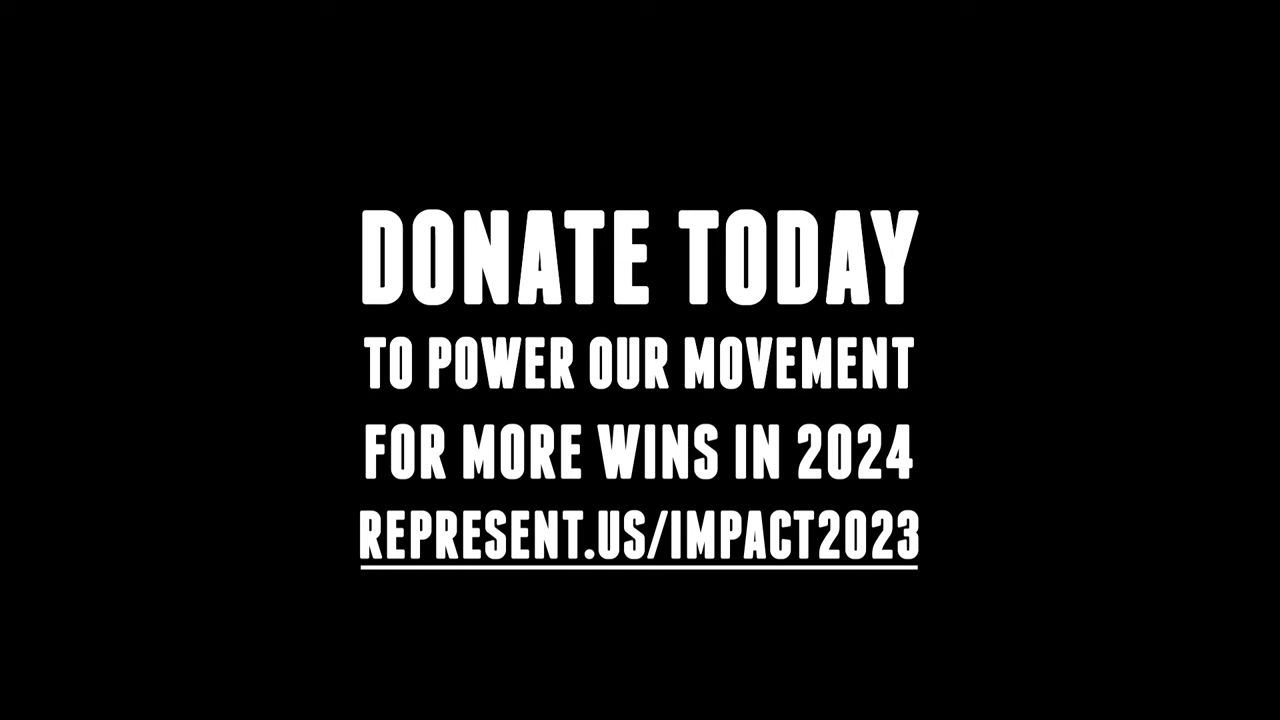 DONATE TODAY
TO POWER OUR MOVEMENT
FOR MORE WINS IN 2024
REPRESENT.US/IMPACT2023